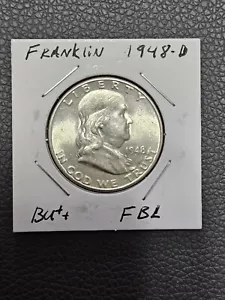 FRANKLIN 1948-D
LIBERTY
1948
IN GOD WE TRUST
BU++ FBL